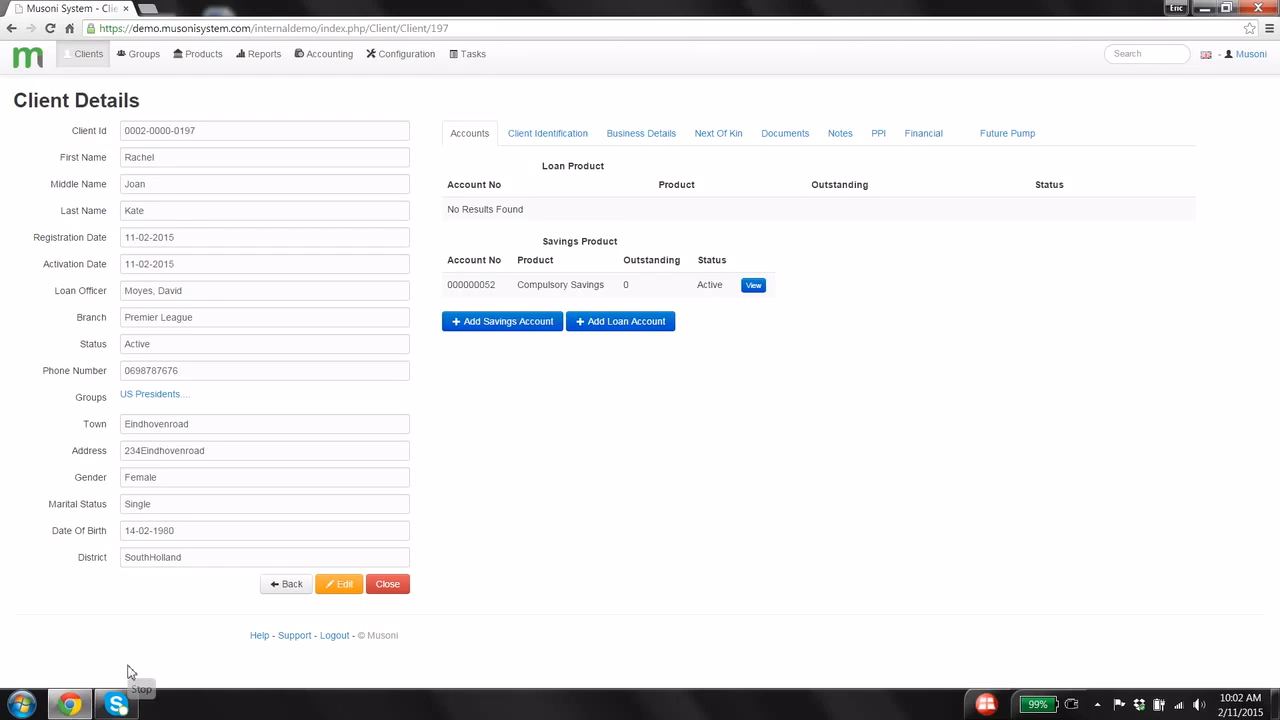 Musoni System - Clie
Eric
https://demo.musonisystem.com/internaldemo/index.php/Client/Client/197
m Clients Groups Products Reports Accounting Configuration Tasks Search - Musoni
Client Details
Client Id 0002-0000-0197
First Name Rachel
Middle Name Joan
Last Name Kate
Registration Date 11-02-2015
Activation Date 11-02-2015
Loan Officer Moyes, David
Branch Premier League
Status Active
Phone Number 0698787676
Groups US Presidents....
Town Eindhovenroad
Address 234Eindhovenroad
Gender Female
Marital Status Single
Date Of Birth 14-02-1980
District SouthHolland
Back Edit Close
Accounts Client Identification Business Details Next Of Kin Documents Notes PPI Financial Future Pump
Loan Product
Account No Product Outstanding Status
No Results Found
Savings Product
Account No Product Outstanding Status
000000052 Compulsory Savings 0 Active View
+ Add Savings Account + Add Loan Account
Help - Support - Logout - © Musoni
Stop
99%
10:02 AM
2/11/2015